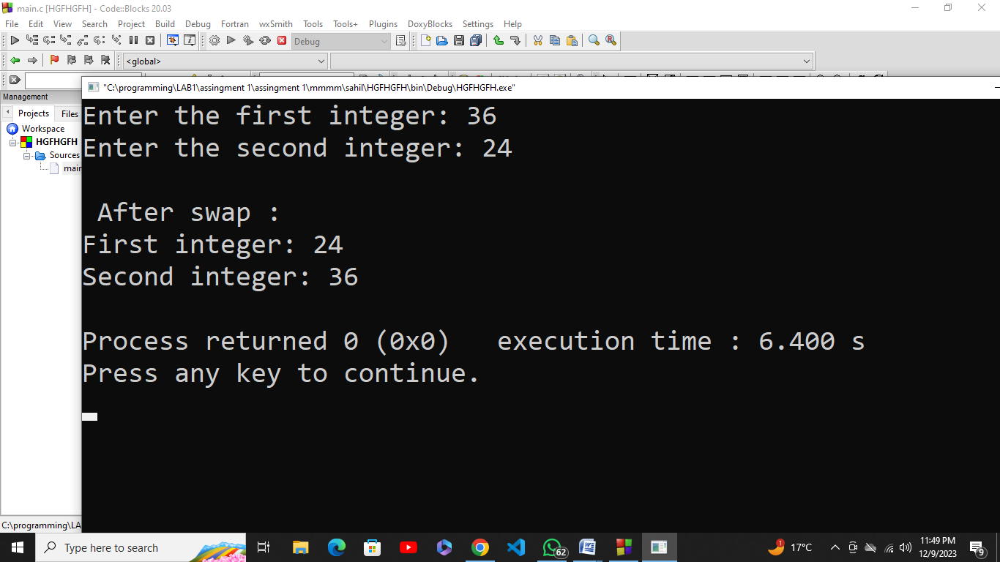 main.c [HGFHGFH] - Code::Blocks 20.03
File Edit View Search Project Build Debug Fortran wxSmith Tools Tools+ Plugins DoxyBlocks Settings Help
Debug
<global>
"C:\programming\LAB1\assingment 1\assingment 1\mmmm\sahil\HGFHGFH\bin\Debug\HGFHGFH.exe"
Management
Projects Files
Workspace
HGFHGFH
Sources
main
Enter the first integer: 36
Enter the second integer: 24
After swap :
First integer: 24
Second integer: 36
Process returned 0 (0x0) execution time : 6.400 s
Press any key to continue.
C:\programming\LA
Type here to search
62
1
17°C
11:49 PM
12/9/2023
9